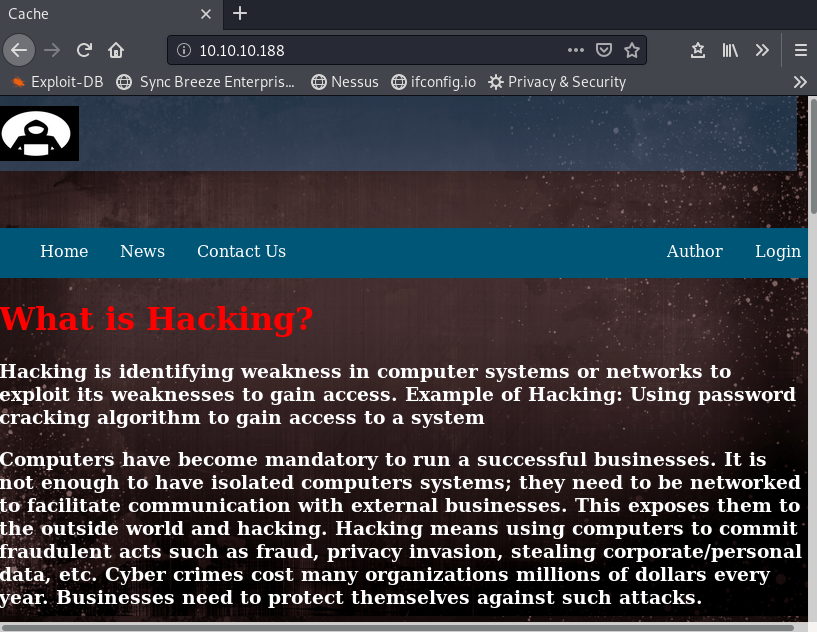 Cache
10.10.10.188
Exploit-DB Sync Breeze Enterpris... Nessus ifconfig.io Privacy & Security
Home News Contact Us Author Login
What is Hacking?
Hacking is identifying weakness in computer systems or networks to
exploit its weaknesses to gain access. Example of Hacking: Using password
cracking algorithm to gain access to a system
Computers have become mandatory to run a successful businesses. It is
not enough to have isolated computers systems; they need to be networked
to facilitate communication with external businesses. This exposes them to
the outside world and hacking. Hacking means using computers to commit
fraudulent acts such as fraud, privacy invasion, stealing corporate/personal
data, etc. Cyber crimes cost many organizations millions of dollars every
year. Businesses need to protect themselves against such attacks.